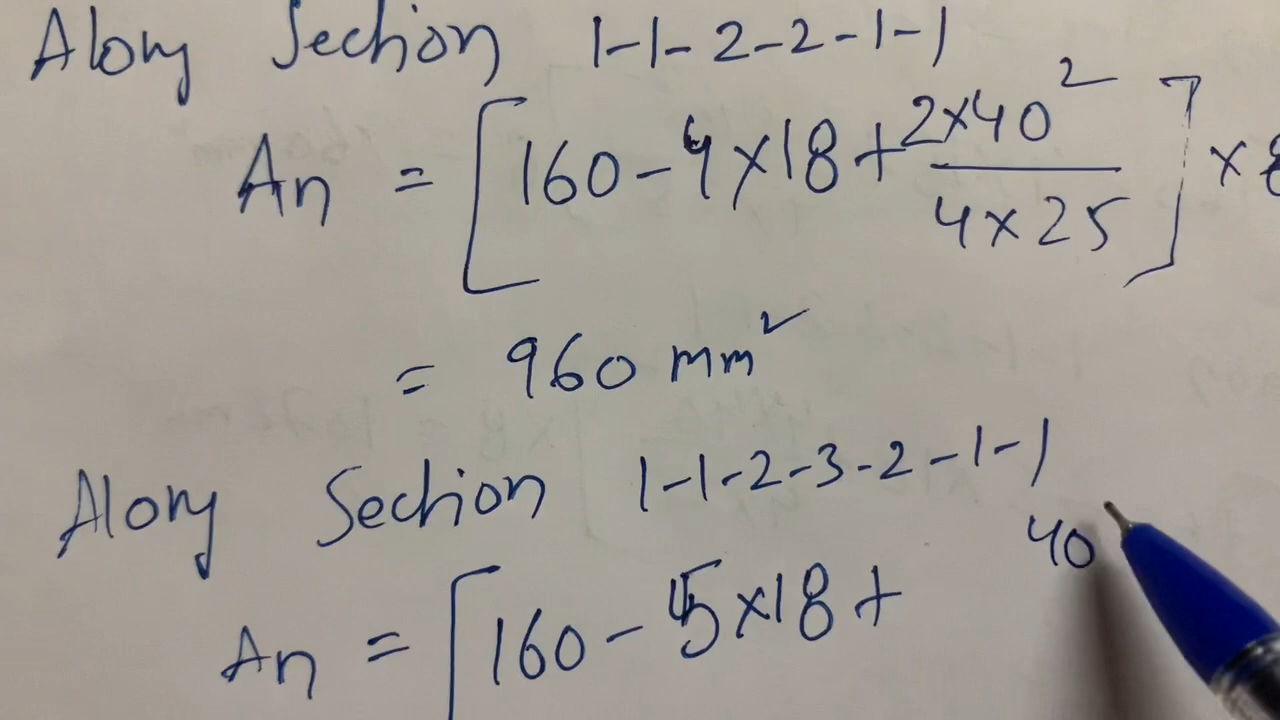 Along Section 1-1-2-2-1-1
An = [160-4×18+2×40²/4×25]×8
= 960 mm²
Along Section 1-1-2-3-2-1-1
40
An = [160-5×18+